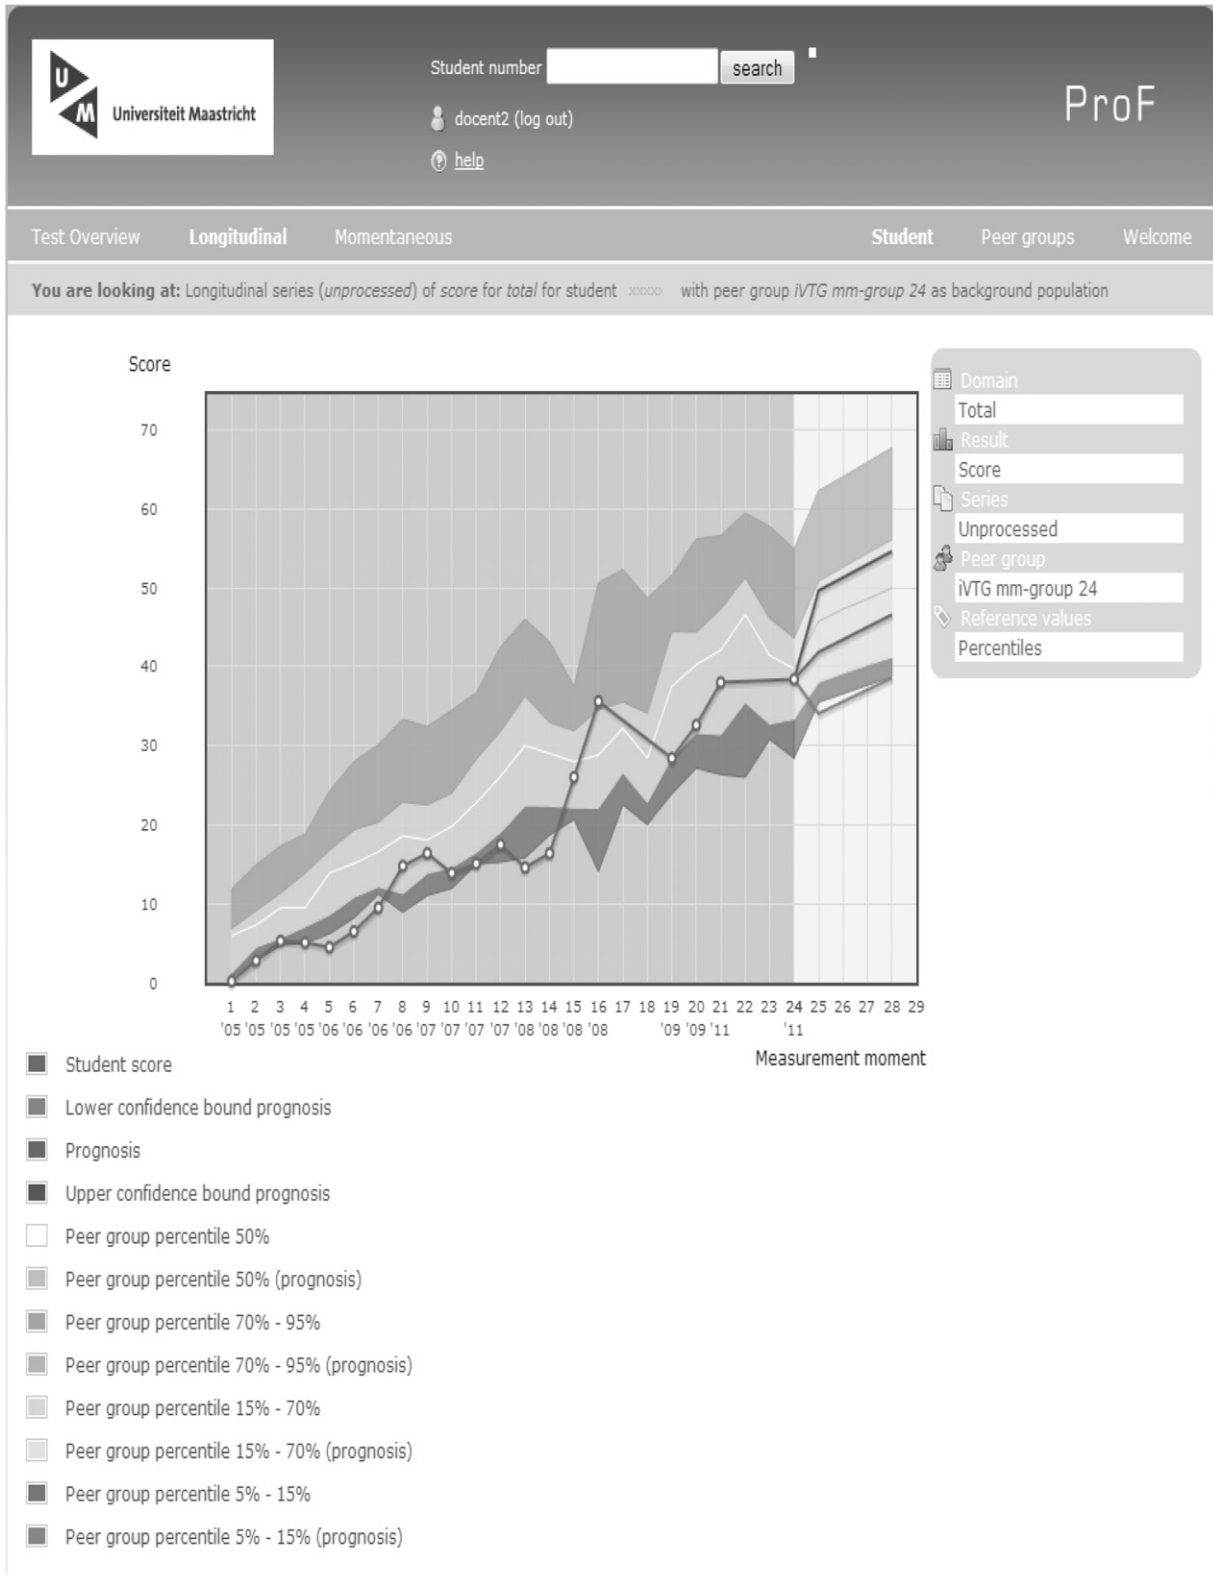 U
M
Universiteit Maastricht
Student number
search
docent2 (log out)
help
ProF
Test Overview Longitudinal Momentaneous Student Peer groups Welcome
You are looking at: Longitudinal series (unprocessed) of score for total for student xxxxx with peer group iVTG mm-group 24 as background population
Score
70
60
50
40
30
20
10
0
1 2 3 4 5 6 7 8 9 10 11 12 13 14 15 16 17 18 19 20 21 22 23 24 25 26 27 28 29
'05 '05 '05 '05 '06 '06 '06 '06 '07 '07 '07 '07 '08 '08 '08 '08 '09 '09 '11 '11
Measurement moment
Domain
Total
Result
Score
Series
Unprocessed
Peer group
iVTG mm-group 24
Reference values
Percentiles
Student score
Lower confidence bound prognosis
Prognosis
Upper confidence bound prognosis
Peer group percentile 50%
Peer group percentile 50% (prognosis)
Peer group percentile 70% - 95%
Peer group percentile 70% - 95% (prognosis)
Peer group percentile 15% - 70%
Peer group percentile 15% - 70% (prognosis)
Peer group percentile 5% - 15%
Peer group percentile 5% - 15% (prognosis)